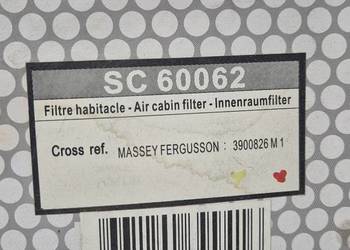 SC 60062
Filtre habitacle - Air cabin filter - Innenraumfilter
Cross ref. MASSEY FERGUSSON : 3900826 M 1